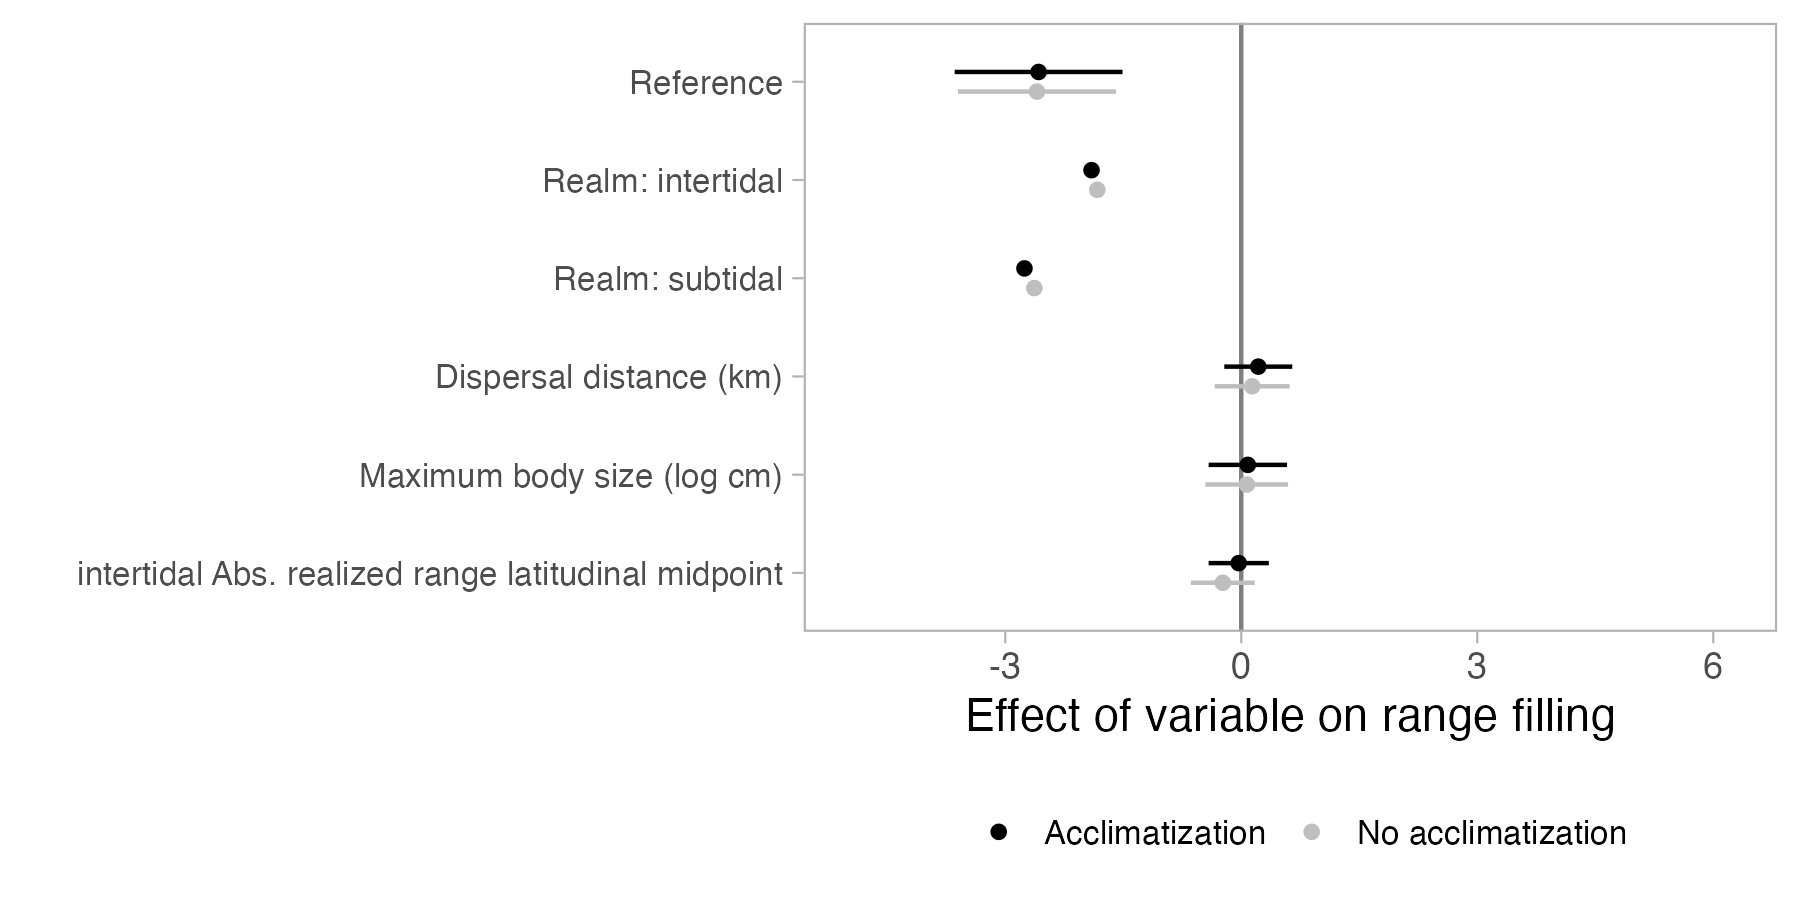 Reference
Realm: intertidal
Realm: subtidal
Dispersal distance (km)
Maximum body size (log cm)
intertidal Abs. realized range latitudinal midpoint
-3 0 3 6
Effect of variable on range filling
Acclimatization No acclimatization